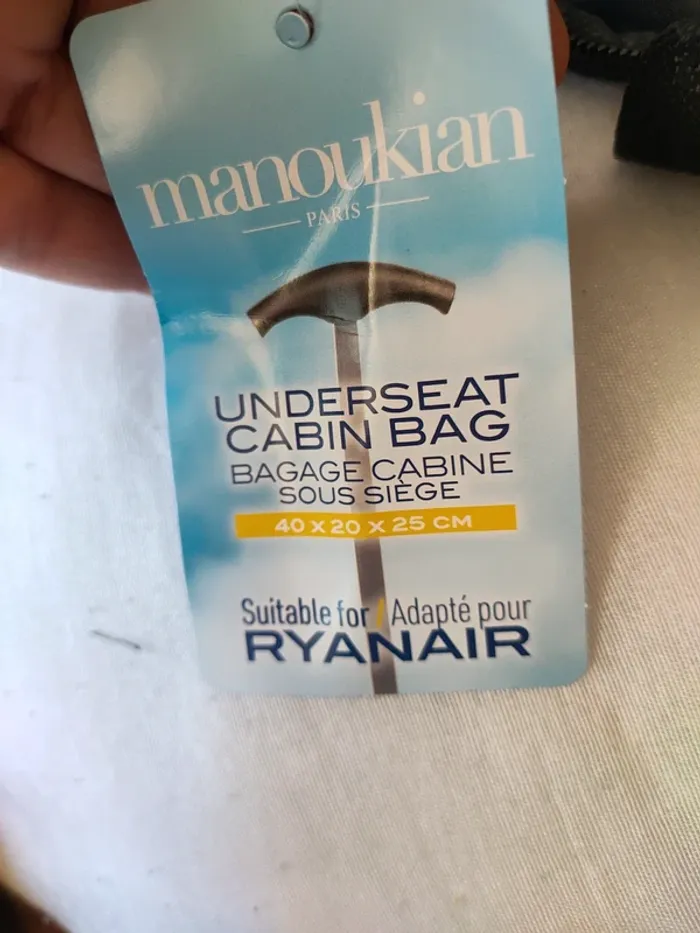 manoukian
PARIS
UNDERSEAT
CABIN BAG
BAGAGE CABINE
SOUS SIÈGE
40 x 20 x 25 CM
Suitable for / Adapté pour
RYANAIR